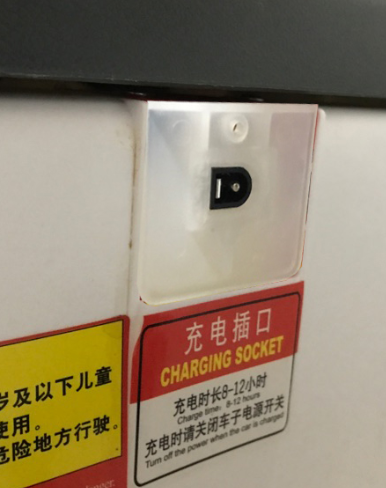 充电插口
CHARGING SOCKET
充电时长8-12小时
Charge time: 8-12 hours
充电时请关闭车子电源开关
Turn off the power when the car is charged
岁及以下儿童
使用。
危险地方行驶。